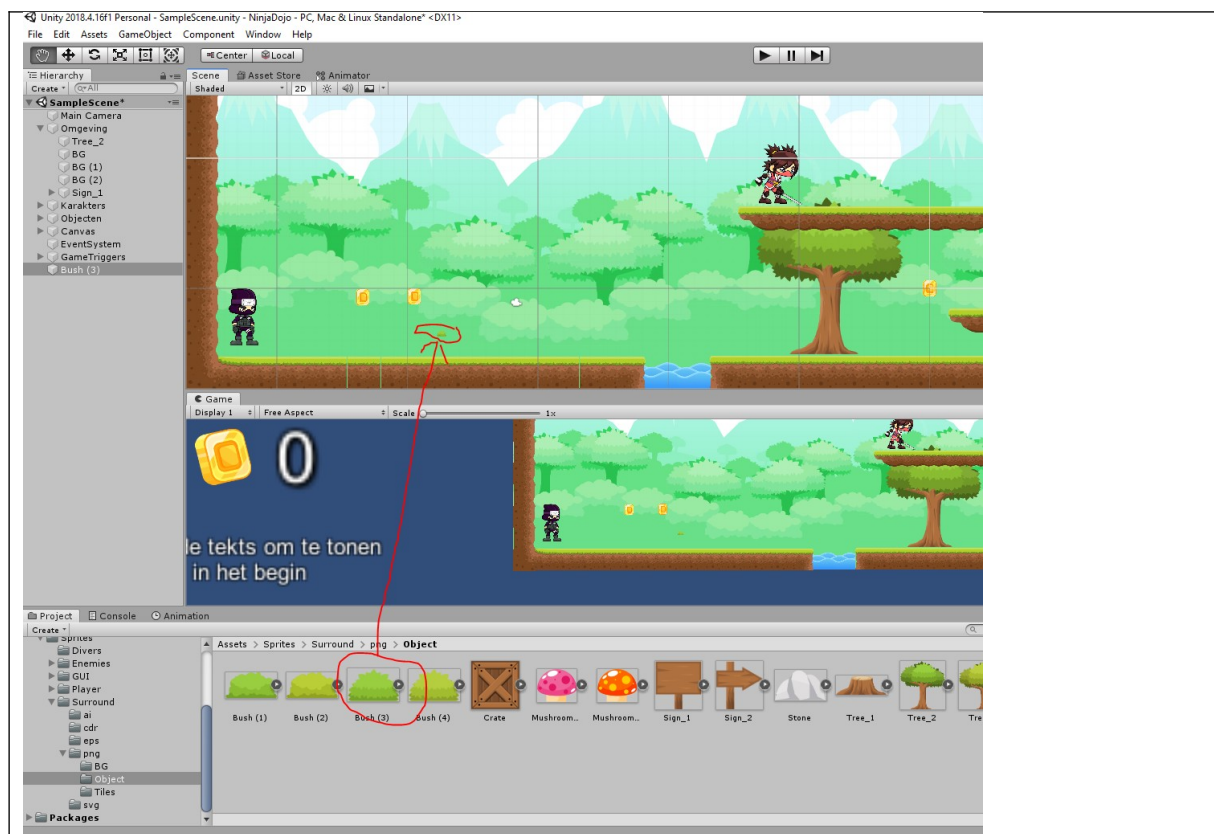 Unity 2018.4.16f1 Personal - SampleScene.unity - NinjaDojo - PC, Mac & Linux Standalone* <DX11>
File Edit Assets GameObject Component Window Help
Center Local
Hierarchy
Create All
SampleScene*
Main Camera
Omgeving
Tree_2
BG
BG (1)
BG (2)
Sign_1
Karakters
Objecten
Canvas
EventSystem
GameTriggers
Bush (3)
Scene Asset Store Animator
Shaded 2D
Game
Display 1 Free Aspect Scale 1x
0
le tekts om te tonen
in het begin
Project Console Animation
Create
Sprites
Divers
Enemies
GUI
Player
Surround
ai
cdr
eps
png
BG
Object
Tiles
svg
Packages
Assets > Sprites > Surround > png > Object
Bush (1) Bush (2) Bush (3) Bush (4) Crate Mushroom... Mushroom... Sign_1 Sign_2 Stone Tree_1 Tree_2 Tre